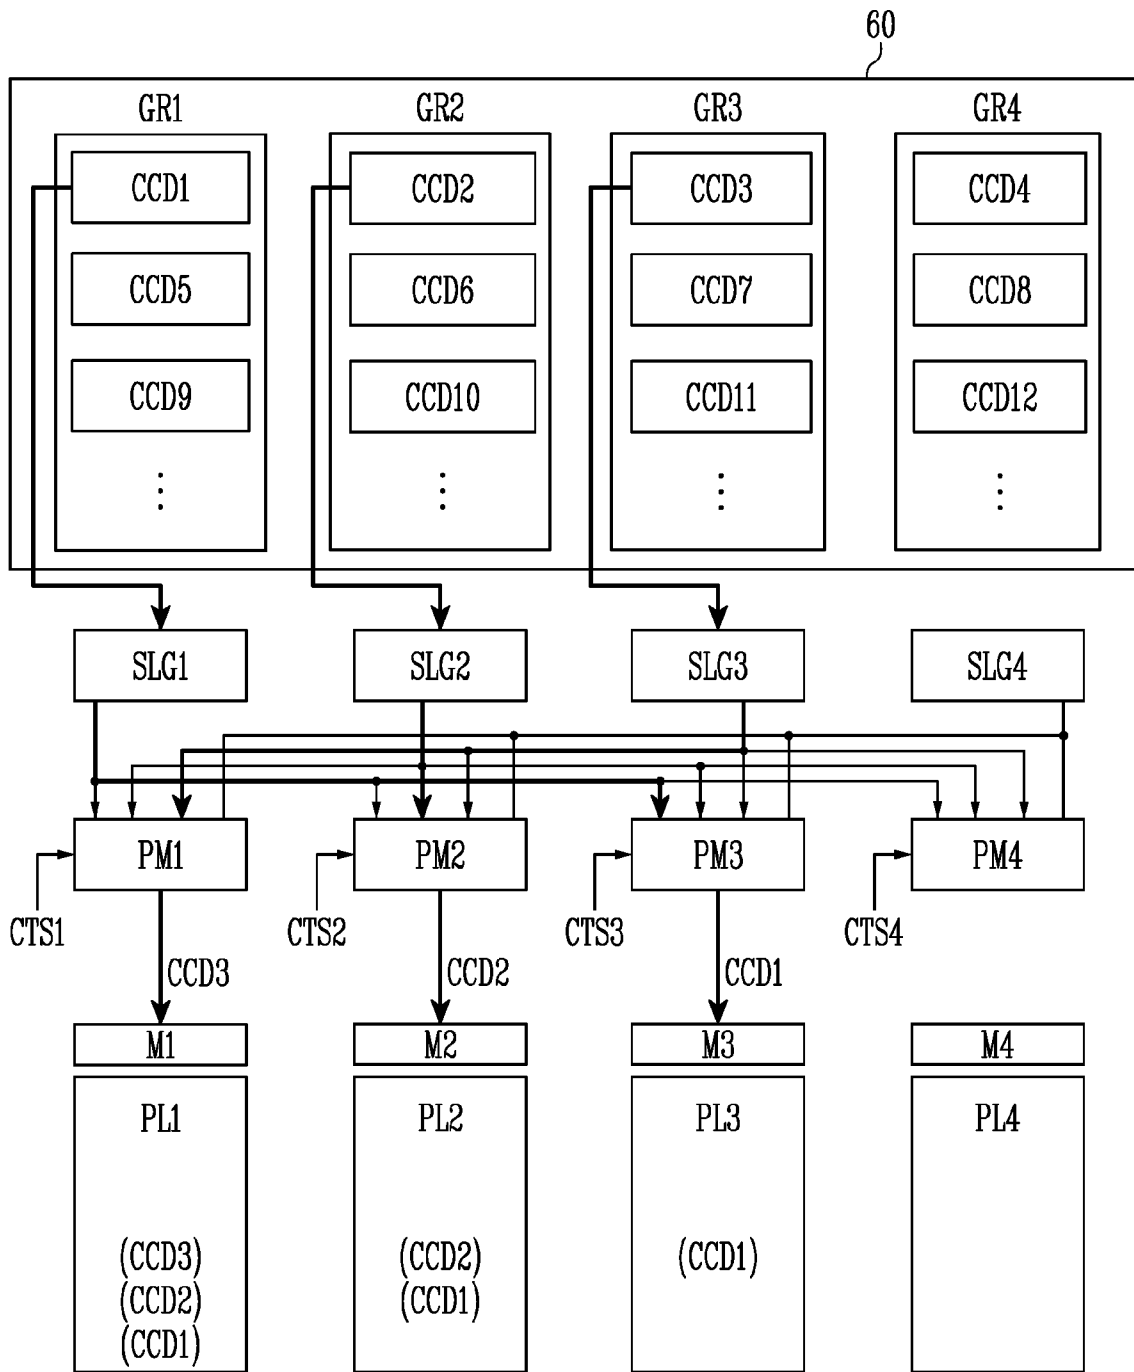 60
GR1 GR2 GR3 GR4
CCD1 CCD2 CCD3 CCD4
CCD5 CCD6 CCD7 CCD8
CCD9 CCD10 CCD11 CCD12
SLG1 SLG2 SLG3 SLG4
PM1 PM2 PM3 PM4
CTS1 CTS2 CTS3 CTS4
CCD3 CCD2 CCD1
M1 M2 M3 M4
PL1 PL2 PL3 PL4
(CCD3) (CCD2) (CCD1)
(CCD2) (CCD1)
(CCD1)